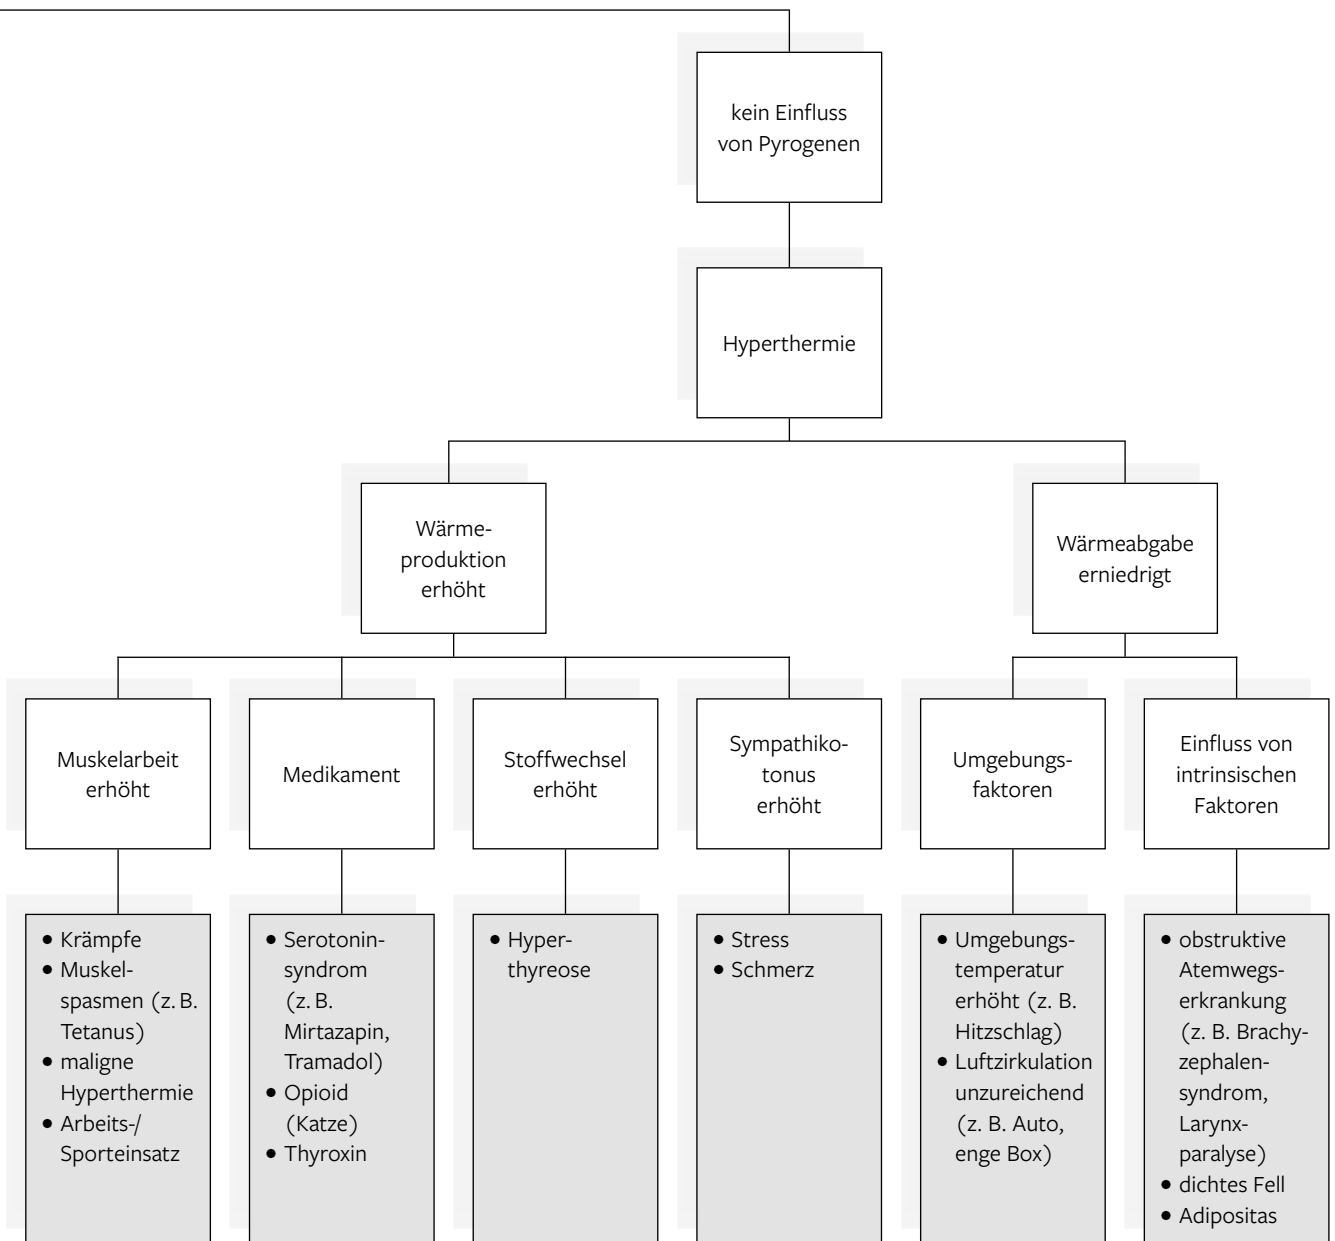 kein Einfluss
von Pyrogenen
Hyperthermie
Wärme-
produktion
erhöht
Wärmeabgabe
erniedrigt
Muskelarbeit
erhöht
Medikament
Stoffwechsel
erhöht
Sympathiko-
tonus
erhöht
Umgebungs-
faktoren
Einfluss von
intrinsischen
Faktoren
• Krämpfe
• Muskel-
spasmen (z. B.
Tetanus)
• maligne
Hyperthermie
• Arbeits-/
Sporteinsatz
• Serotonin-
syndrom
(z. B.
Mirtazapin,
Tramadol)
• Opioid
(Katze)
• Thyroxin
• Hyper-
thyreose
• Stress
• Schmerz
• Umgebungs-
temperatur
erhöht (z. B.
Hitzschlag)
• Luftzirkulation
unzureichend
(z. B. Auto,
enge Box)
• obstruktive
Atemwegs-
erkrankung
(z. B. Brachy-
zephalen-
syndrom,
Larynx-
paralyse)
• dichtes Fell
• Adipositas